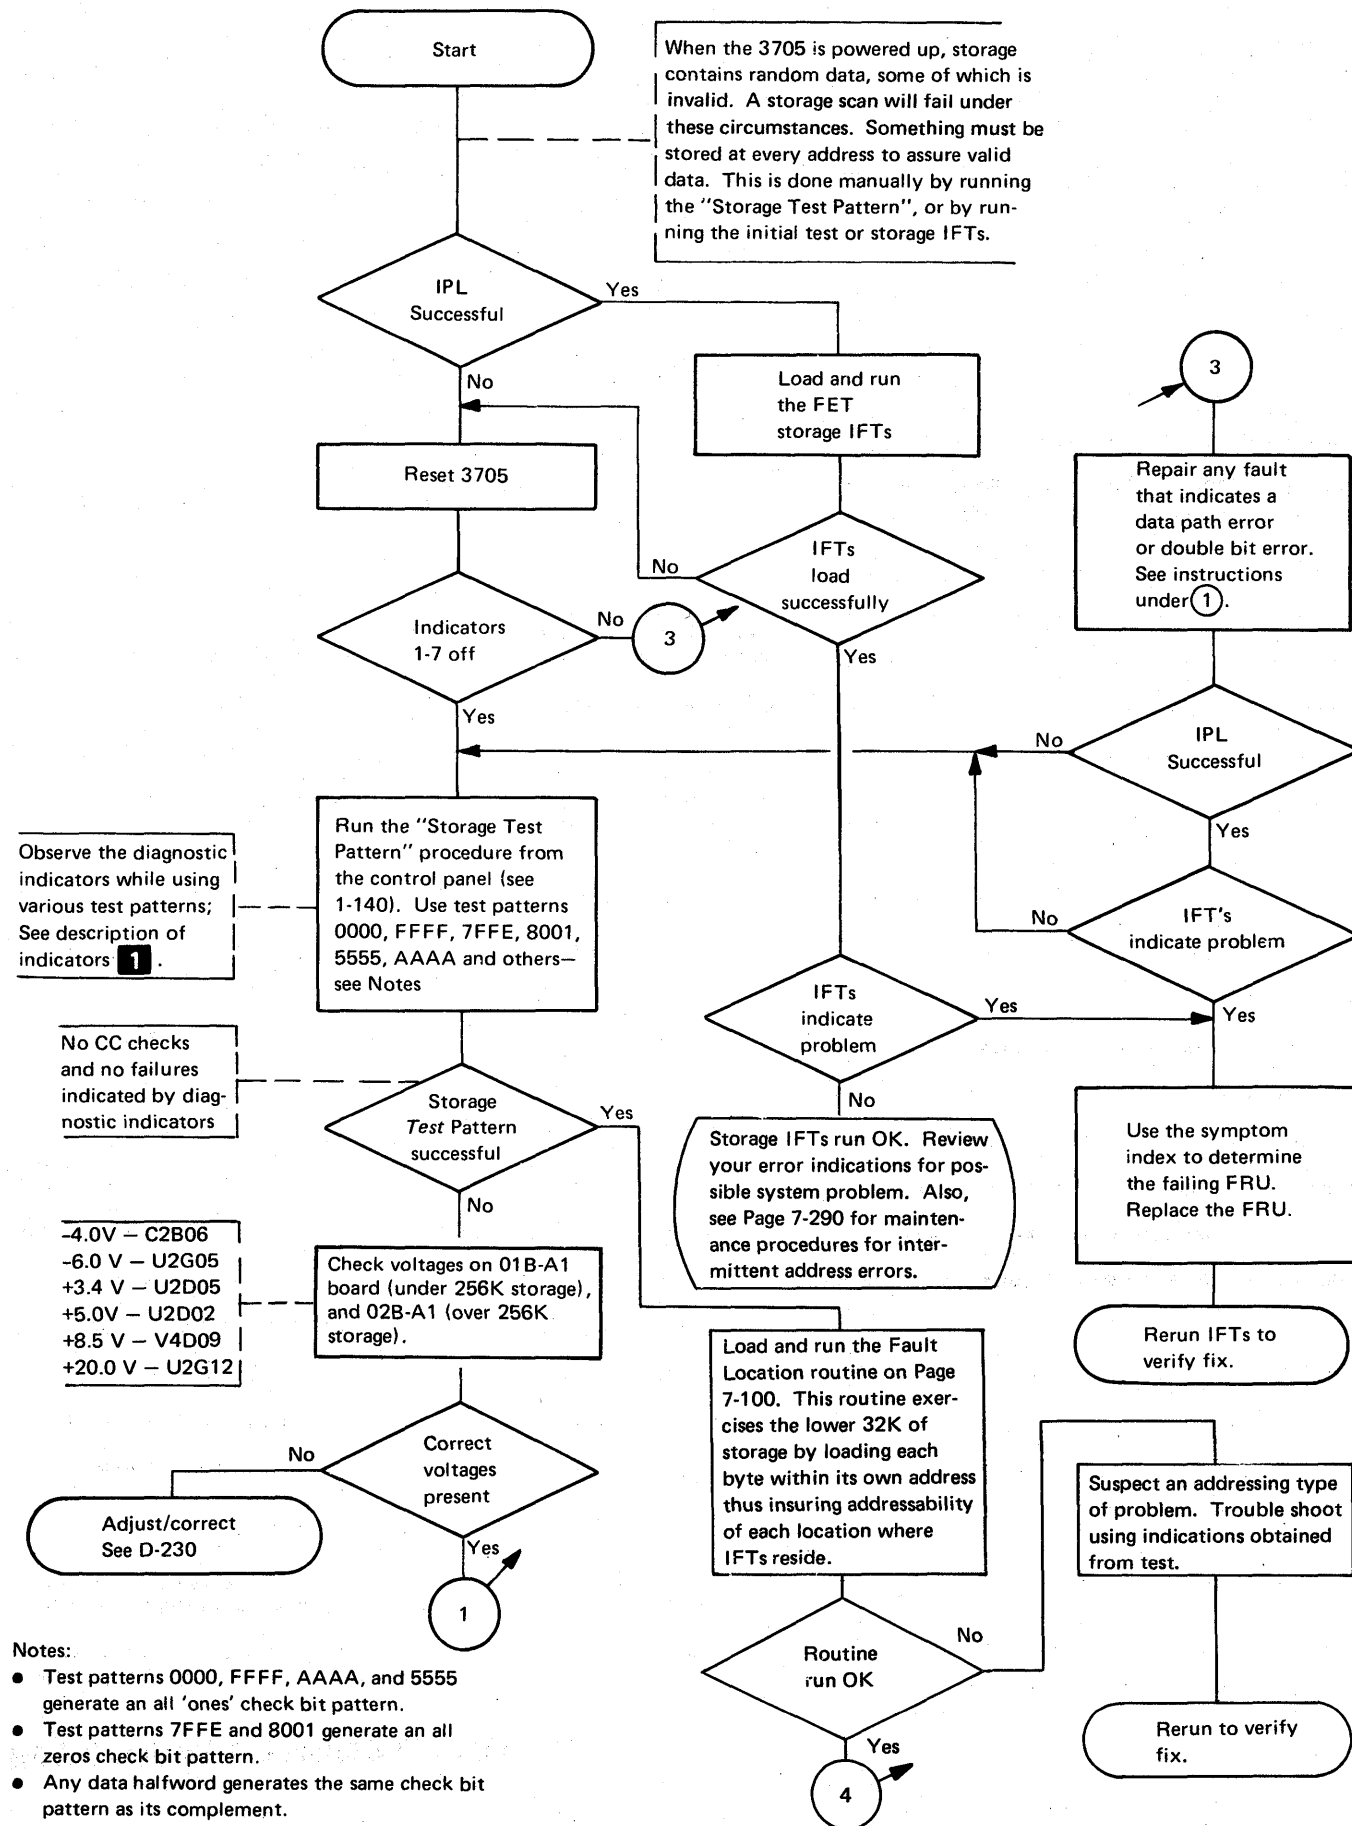 Start
When the 3705 is powered up, storage
contains random data, some of which is
invalid. A storage scan will fail under
these circumstances. Something must be
stored at every address to assure valid
data. This is done manually by running
the "Storage Test Pattern", or by run-
ning the initial test or storage IFTs.
IPL
Successful
Yes
No
Load and run
the FET
storage IFTs
3
Reset 3705
Repair any fault
that indicates a
data path error
or double bit error.
See instructions
under 1.
IFTs
load
successfully
No
Yes
Indicators
1-7 off
No
3
Yes
IPL
Successful
No
Yes
Observe the diagnostic
indicators while using
various test patterns;
See description of
indicators 1 .
Run the "Storage Test
Pattern" procedure from
the control panel (see
1-140). Use test patterns
0000, FFFF, 7FFE, 8001,
5555, AAAA and others—
see Notes
IFT's
indicate problem
No
Yes
IFTs
indicate
problem
Yes
No
No CC checks
and no failures
indicated by diag-
nostic indicators
Storage
Test Pattern
successful
Yes
No
Storage IFTs run OK. Review
your error indications for pos-
sible system problem. Also,
see Page 7-290 for mainten-
ance procedures for inter-
mittent address errors.
Use the symptom
index to determine
the failing FRU.
Replace the FRU.
Rerun IFTs to
verify fix.
-4.0V — C2B06
-6.0 V — U2G05
+3.4 V — U2D05
+5.0V — U2D02
+8.5 V — V4D09
+20.0 V — U2G12
Check voltages on 01B-A1
board (under 256K storage),
and 02B-A1 (over 256K
storage).
Load and run the Fault
Location routine on Page
7-100. This routine exer-
cises the lower 32K of
storage by loading each
byte within its own address
thus insuring addressability
of each location where
IFTs reside.
Correct
voltages
present
No
Yes
Adjust/correct
See D-230
1
Suspect an addressing type
of problem. Trouble shoot
using indications obtained
from test.
Routine
run OK
No
Yes
4
Rerun to verify
fix.
Notes:
● Test patterns 0000, FFFF, AAAA, and 5555
generate an all 'ones' check bit pattern.
● Test patterns 7FFE and 8001 generate an all
zeros check bit pattern.
● Any data halfword generates the same check bit
pattern as its complement.